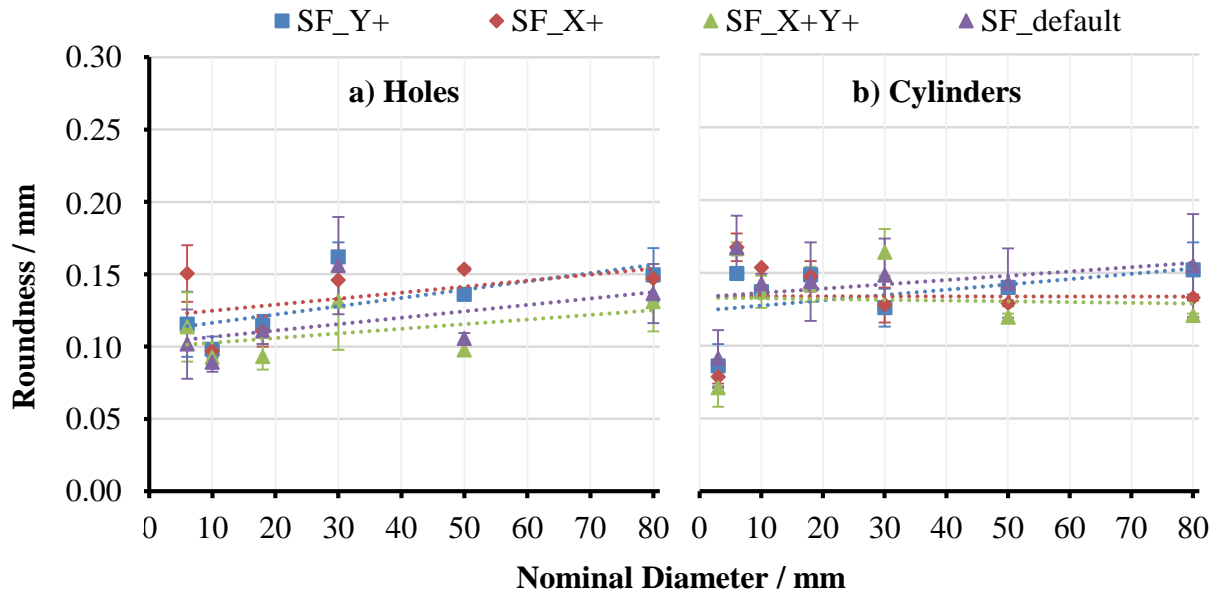 SF_Y+ SF_X+ SF_X+Y+ SF_default
Roundness / mm
0.30
0.25
0.20
0.15
0.10
0.05
0.00
a) Holes b) Cylinders
0 10 20 30 40 50 60 70 80 0 10 20 30 40 50 60 70 80
Nominal Diameter / mm